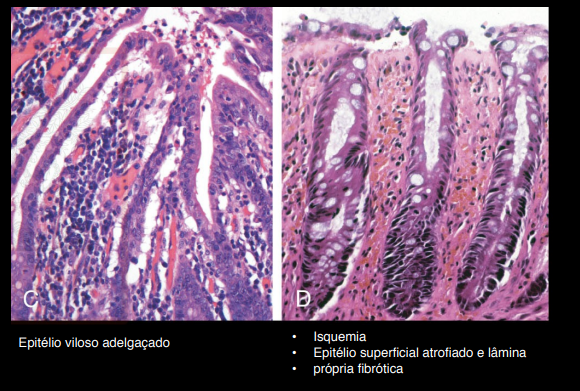 C
D
Epitélio viloso adelgaçado
• Isquemia
• Epitélio superficial atrofiado e lâmina
• própria fibrótica